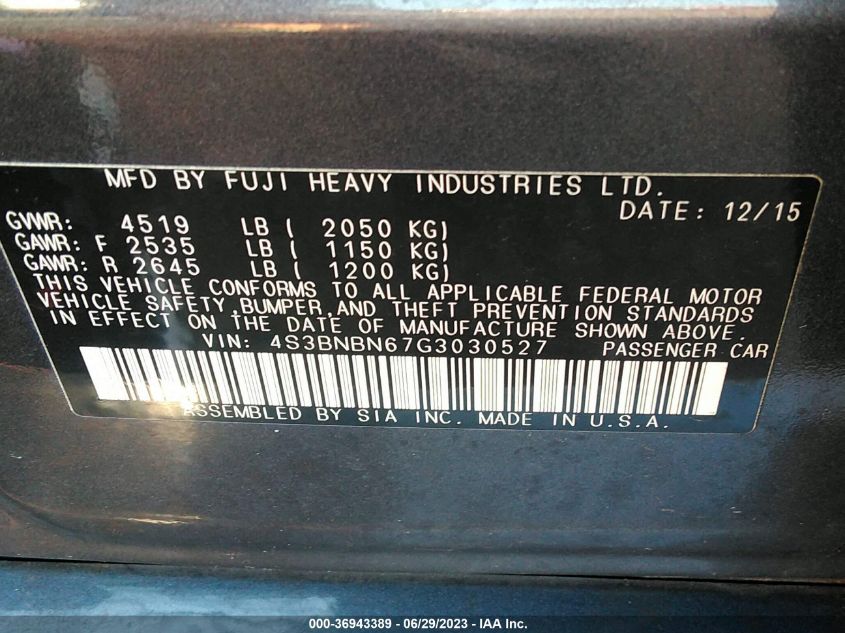 MFD BY FUJI HEAVY INDUSTRIES LTD.
DATE: 12/15
GVWR: 4519 LB ( 2050 KG)
GAWR: F 2535 LB ( 1150 KG)
GAWR: R 2645 LB ( 1200 KG)
THIS VEHICLE CONFORMS TO ALL APPLICABLE FEDERAL MOTOR
VEHICLE SAFETY,BUMPER,AND THEFT PREVENTION STANDARDS
IN EFFECT ON THE DATE OF MANUFACTURE SHOWN ABOVE.
VIN: 4S3BNBN67G3030527 PASSENGER CAR
ASSEMBLED BY SIA INC. MADE IN U.S.A.
000-36943389 - 06/29/2023 - IAA Inc.